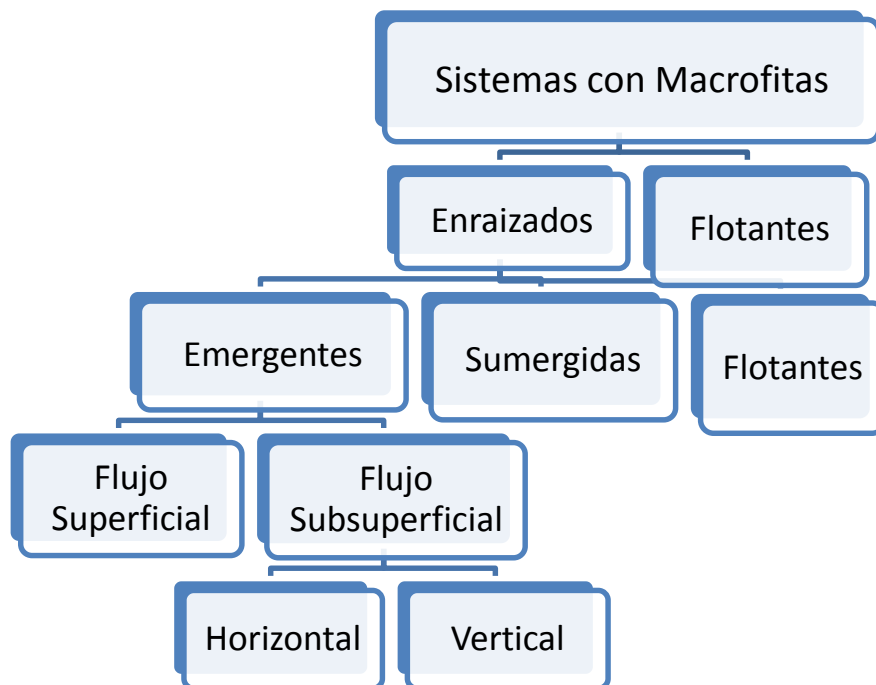 Sistemas con Macrofitas
Enraizados
Flotantes
Emergentes
Sumergidas
Flotantes
Flujo
Superficial
Flujo
Subsuperficial
Horizontal
Vertical